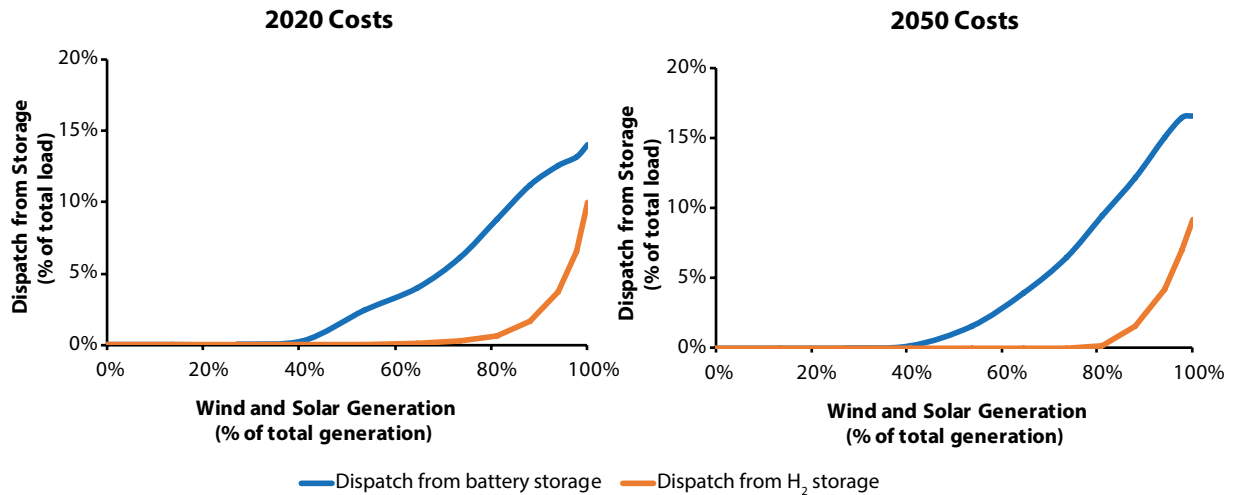 2020 Costs
20%
15%
10%
5%
0%
Dispatch from Storage
(% of total load)
0%
20%
40%
60%
80%
100%
Wind and Solar Generation
(% of total generation)
2050 Costs
20%
15%
10%
5%
0%
Dispatch from Storage
(% of total load)
0%
20%
40%
60%
80%
100%
Wind and Solar Generation
(% of total generation)
Dispatch from battery storage
Dispatch from H₂ storage